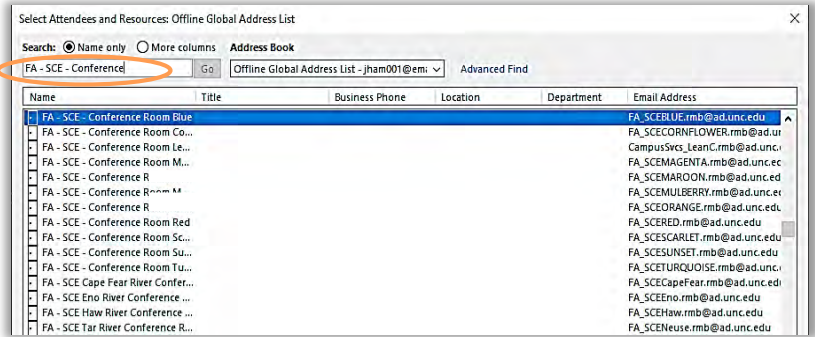 Select Attendees and Resources: Offline Global Address List
Search: Name only More columns Address Book
FA - SCE - Conference Go Offline Global Address List - jham001@em Advanced Find
Name Title Business Phone Location Department Email Address
FA - SCE - Conference Room Blue FA_SCEBLUE.rmb@ad.unc.edu
FA - SCE - Conference Room Co... FA_SCECORNFLOWER.rmb@ad.un
FA - SCE - Conference Room Le... CampusSvcs_LeanC.rmb@ad.unc.
FA - SCE - Conference Room M... FA_SCEMAGENTA.rmb@ad.unc.ec
FA - SCE - Conference R FA_SCEMAROON.rmb@ad.unc.ed
FA - SCE - Conference Room M FA_SCEMULBERRY.rmb@ad.unc.ec
FA - SCE - Conference R FA_SCEORANGE.rmb@ad.unc.ed
FA - SCE - Conference Room Red FA_SCERED.rmb@ad.unc.edu
FA - SCE - Conference Room Sc... FA_SCESCARLET.rmb@ad.unc.edu
FA - SCE - Conference Room Su... FA_SCESUNSET.rmb@ad.unc.edu
FA - SCE - Conference Room Tu... FA_SCETURQUOISE.rmb@ad.unc.
FA - SCE Cape Fear River Confer... FA_SCECapeFear.rmb@ad.unc.ed
FA - SCE Eno River Conference ... FA_SCEEno.rmb@ad.unc.edu
FA - SCE Haw River Conference ... FA_SCEHaw.rmb@ad.unc.edu
FA - SCE Tar River Conference R... FA_SCENeuse.rmb@ad.unc.edu